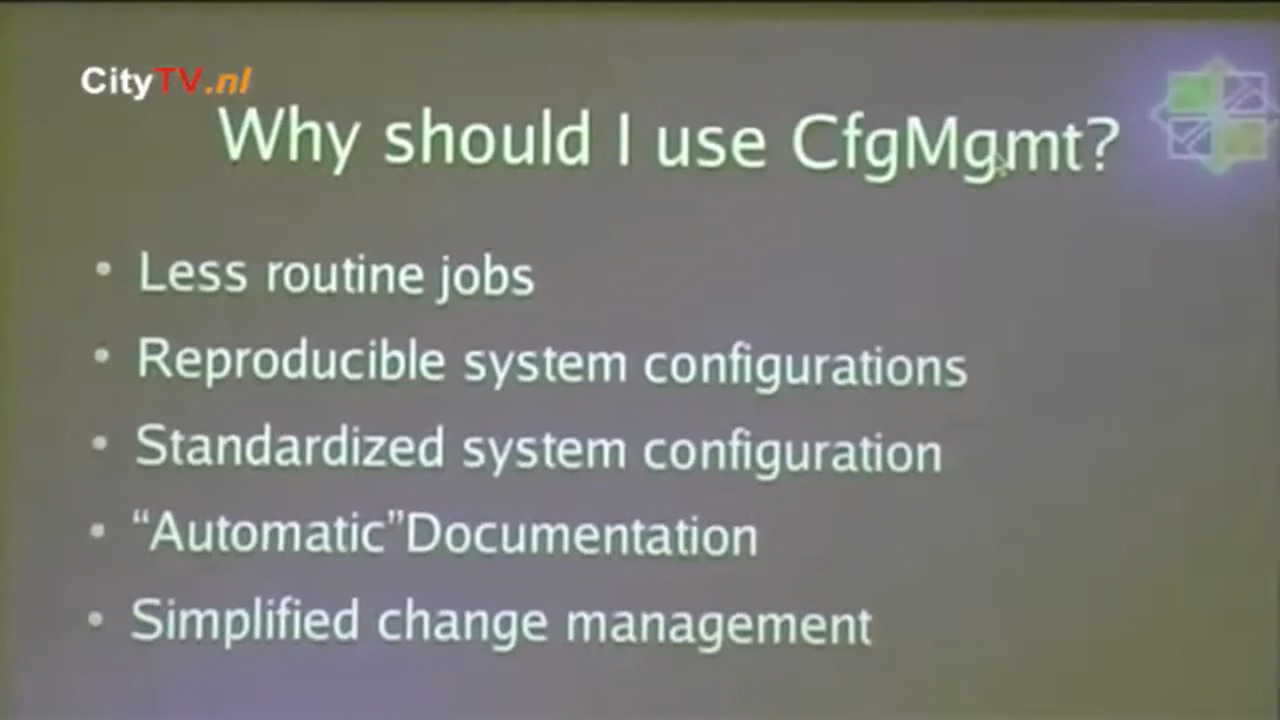 CityTV.nl
Why should I use CfgMgmt?
• Less routine jobs
• Reproducible system configurations
• Standardized system configuration
• “Automatic”Documentation
• Simplified change management